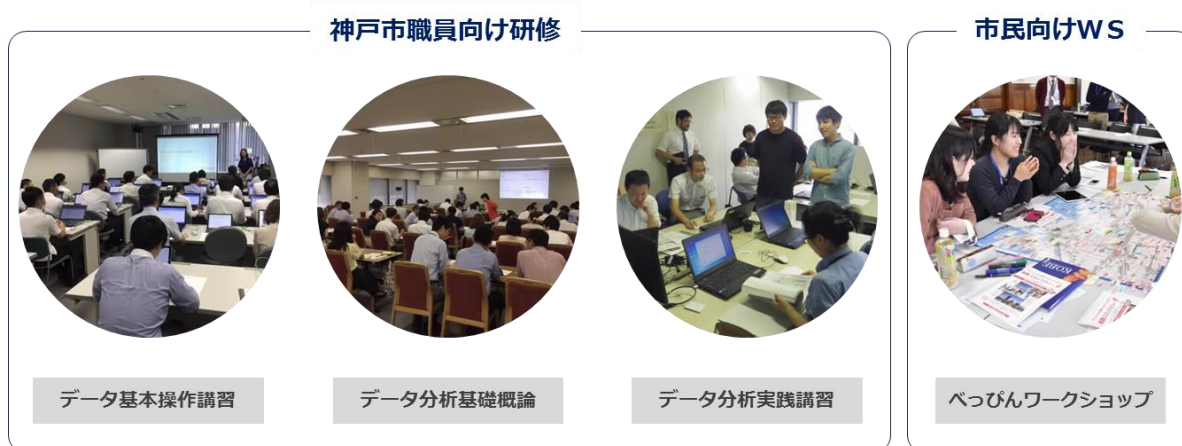 神戸市職員向け研修
市民向けＷＳ
KOBE
データ基本操作講習
データ分析基礎概論
データ分析実践講習
べっぴんワークショップ